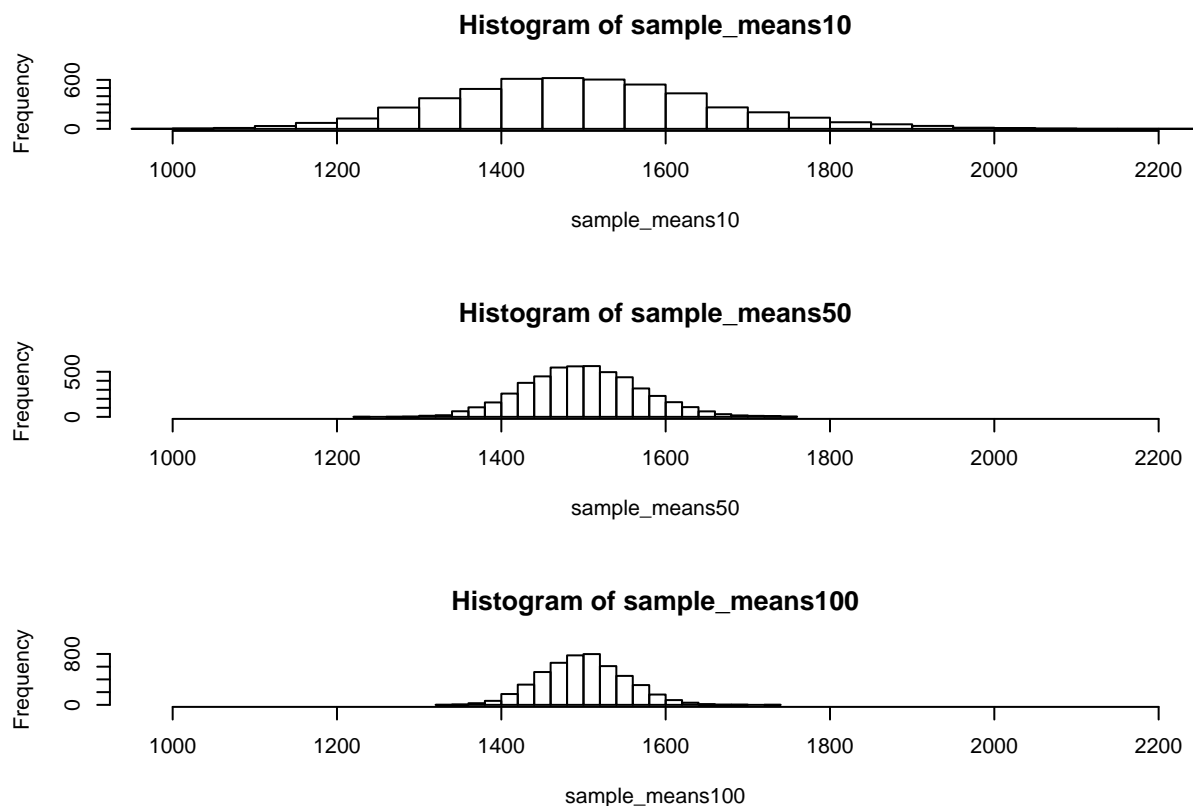 Histogram of sample_means10
Frequency
0 600
1000 1200 1400 1600 1800 2000 2200
sample_means10
Histogram of sample_means50
Frequency
0 500
1000 1200 1400 1600 1800 2000 2200
sample_means50
Histogram of sample_means100
Frequency
0 800
1000 1200 1400 1600 1800 2000 2200
sample_means100